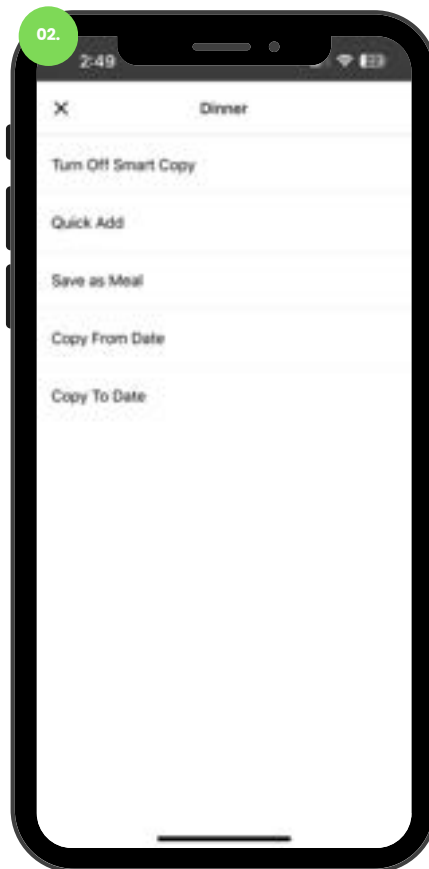 02.
2:49
Dinner
Turn Off Smart Copy
Quick Add
Save as Meal
Copy From Date
Copy To Date